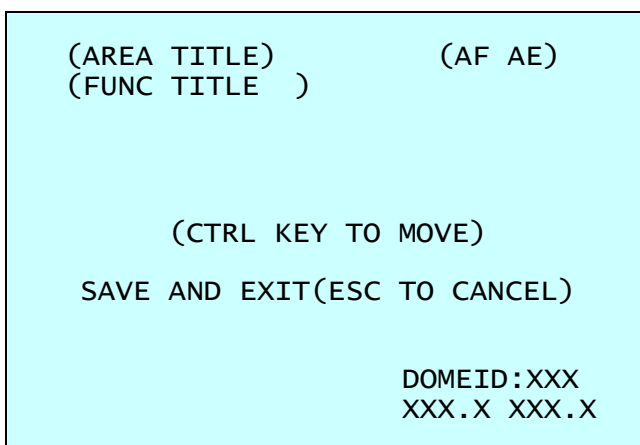 (AREA TITLE) (AF AE)
(FUNC TITLE )
(CTRL KEY TO MOVE)
SAVE AND EXIT(ESC TO CANCEL)
DOMEID:XXX
XXX.X XXX.X